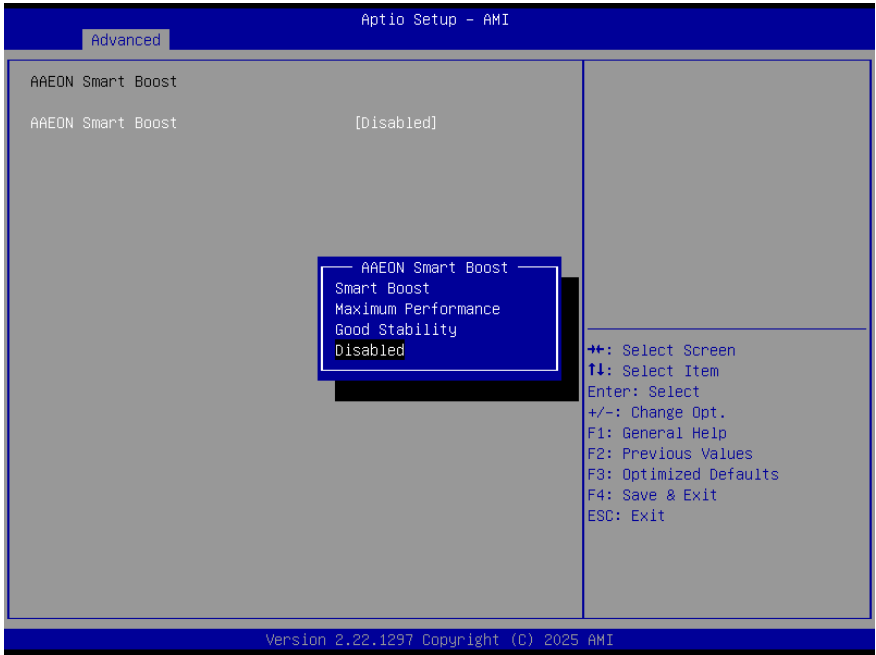 Aptio Setup – AMI
Advanced
AAEON Smart Boost
AAEON Smart Boost [Disabled]
AAEON Smart Boost
Smart Boost
Maximum Performance
Good Stability
Disabled
→←: Select Screen
↑↓: Select Item
Enter: Select
+/-: Change Opt.
F1: General Help
F2: Previous Values
F3: Optimized Defaults
F4: Save & Exit
ESC: Exit
Version 2.22.1297 Copyright (C) 2025 AMI